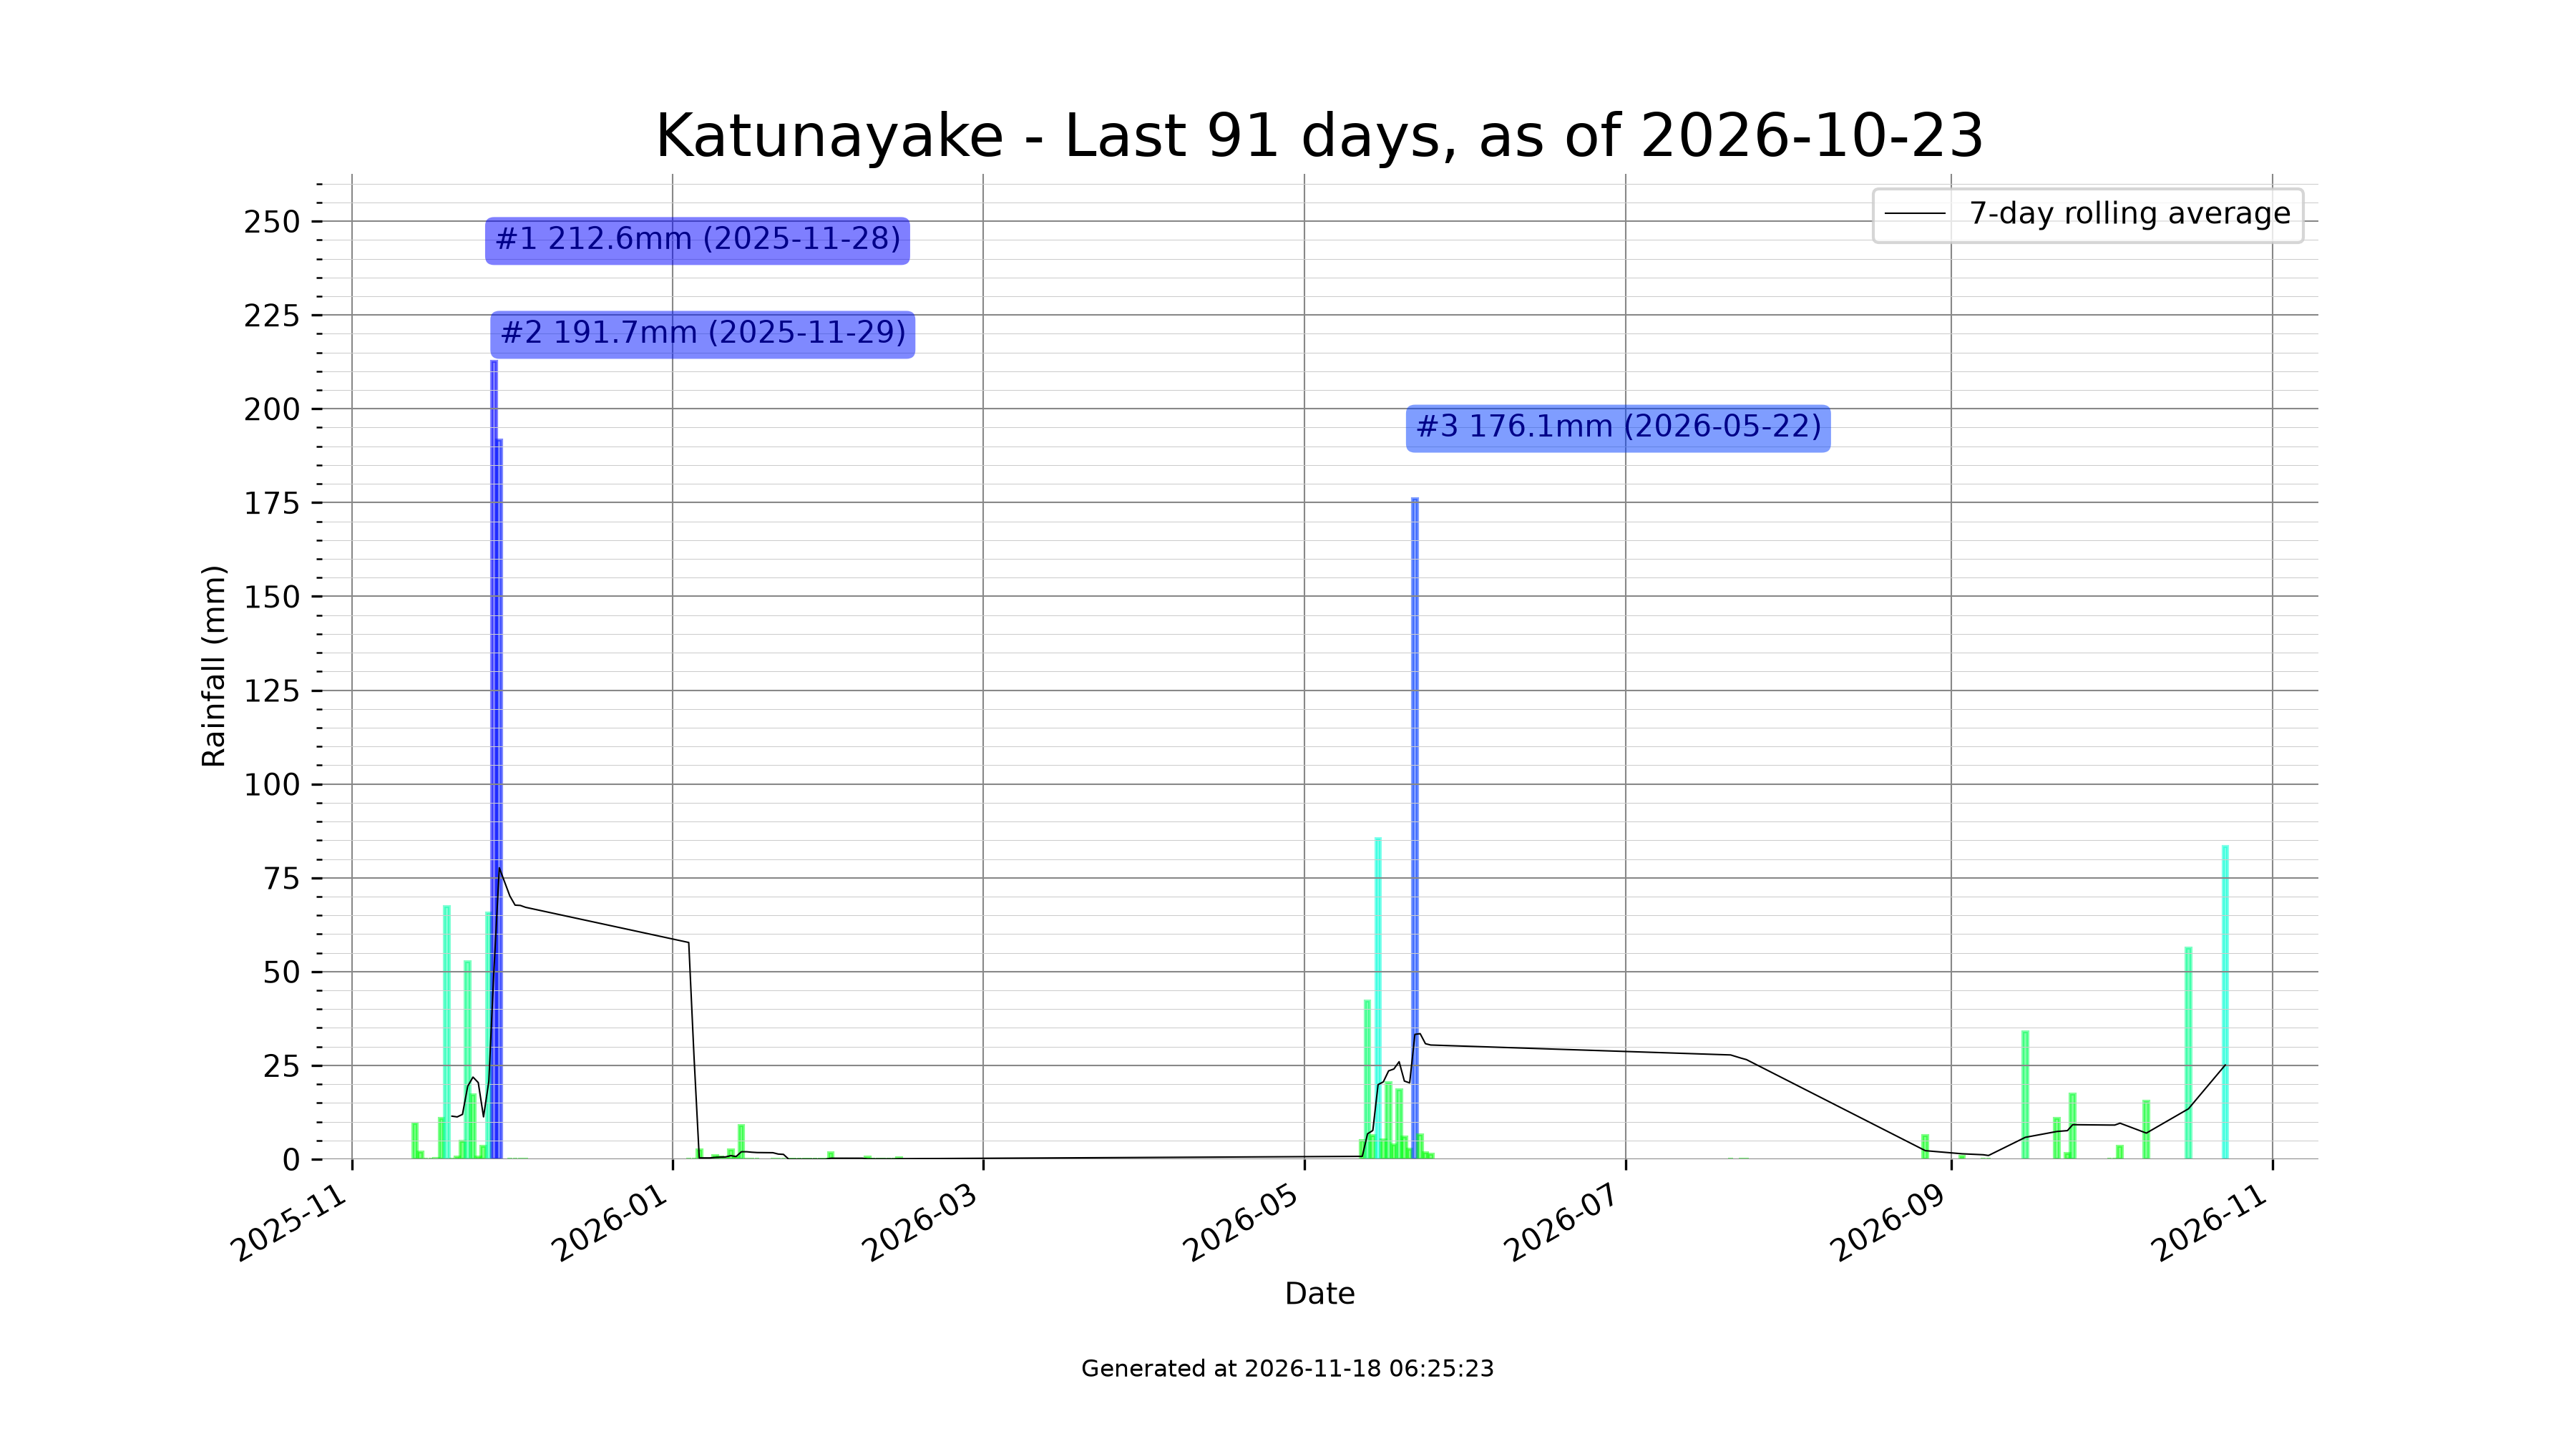 Katunayake - Last 91 days, as of 2026-10-23
7-day rolling average
#1 212.6mm (2025-11-28)
#2 191.7mm (2025-11-29)
#3 176.1mm (2026-05-22)
250
225
200
175
150
125
100
75
50
25
0
Rainfall (mm)
2025-11
2026-01
2026-03
2026-05
2026-07
2026-09
2026-11
Date
Generated at 2026-11-18 06:25:23